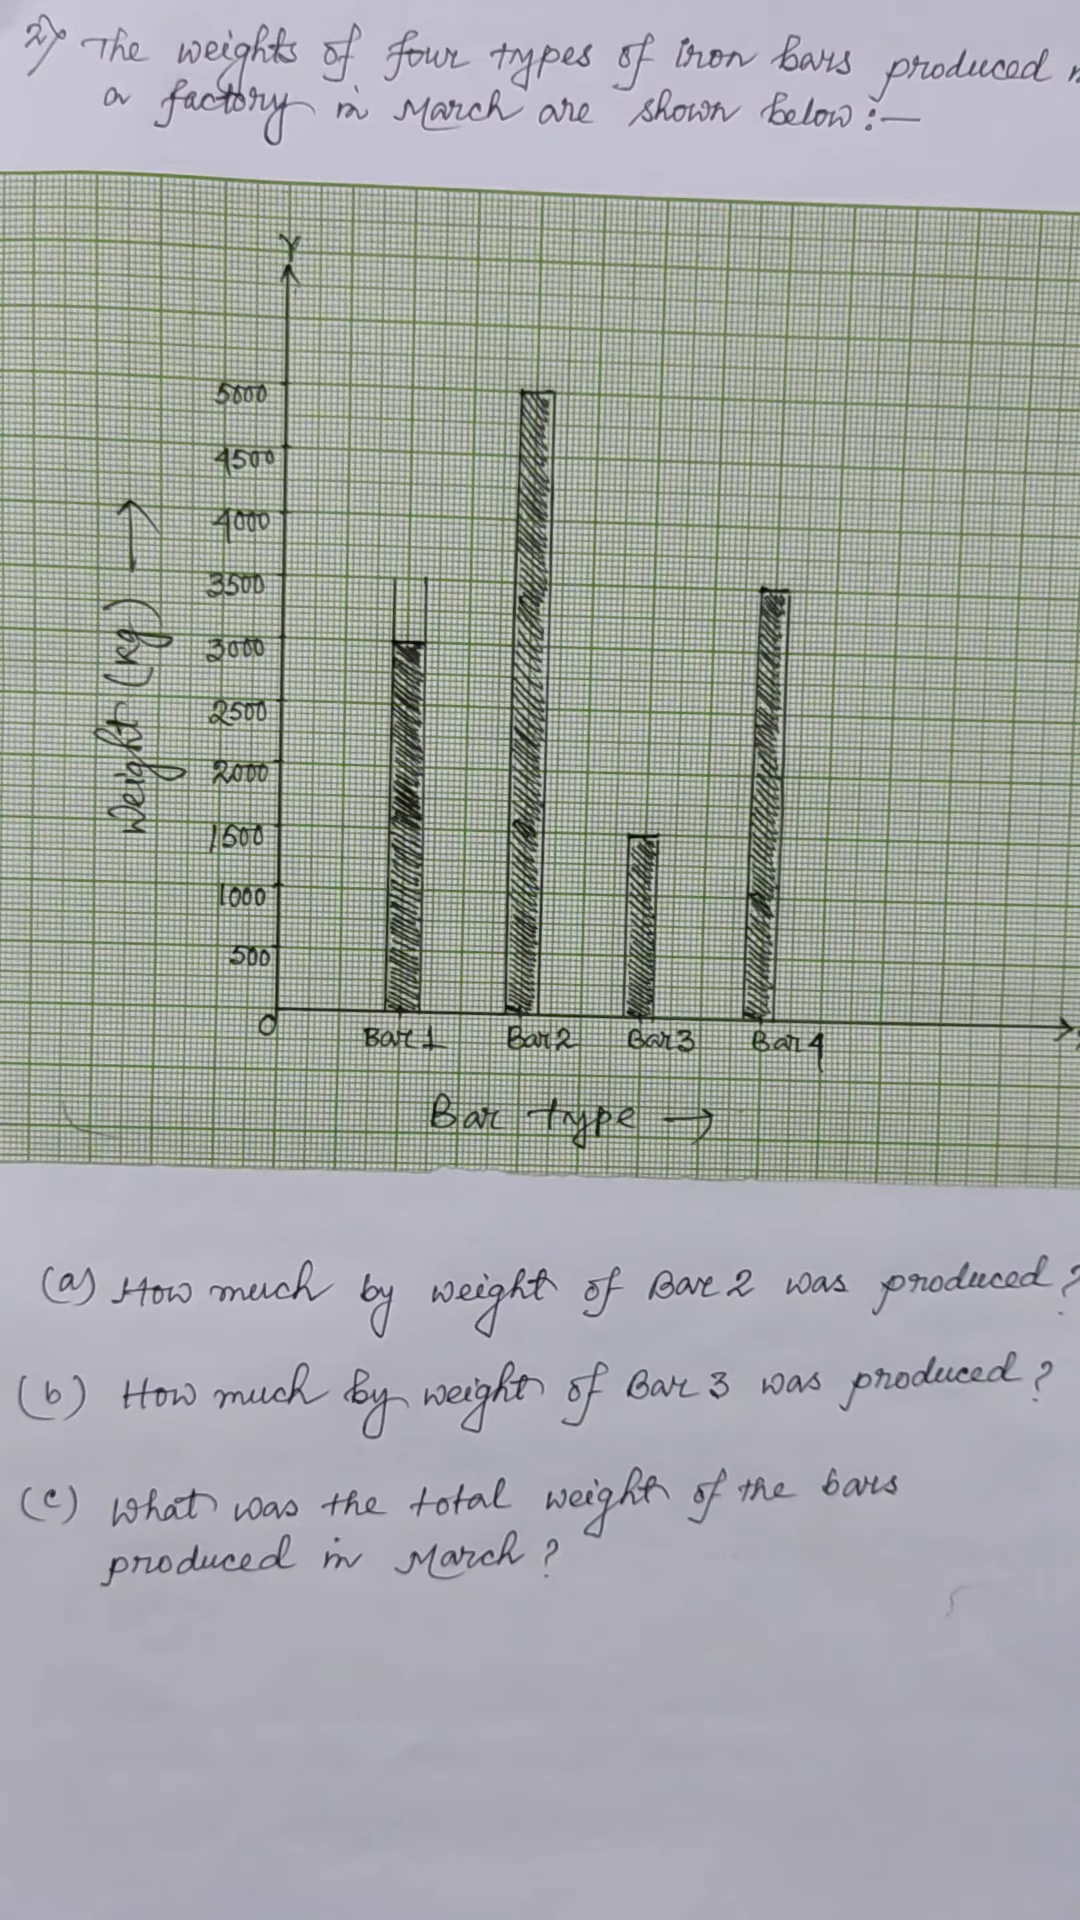 2) The weights of four types of iron bars produced
a factory in March are shown below :—
Y
5000
4500
4000
3500
3000
2500
2000
1500
1000
500
O
Weight (kg) →
Bar 1 Bar 2 Bar 3 Bar 4
Bar type →
(a) How much by weight of Bar 2 was produced?
(b) How much by weight of Bar 3 was produced?
(c) What was the total weight of the bars
produced in March?